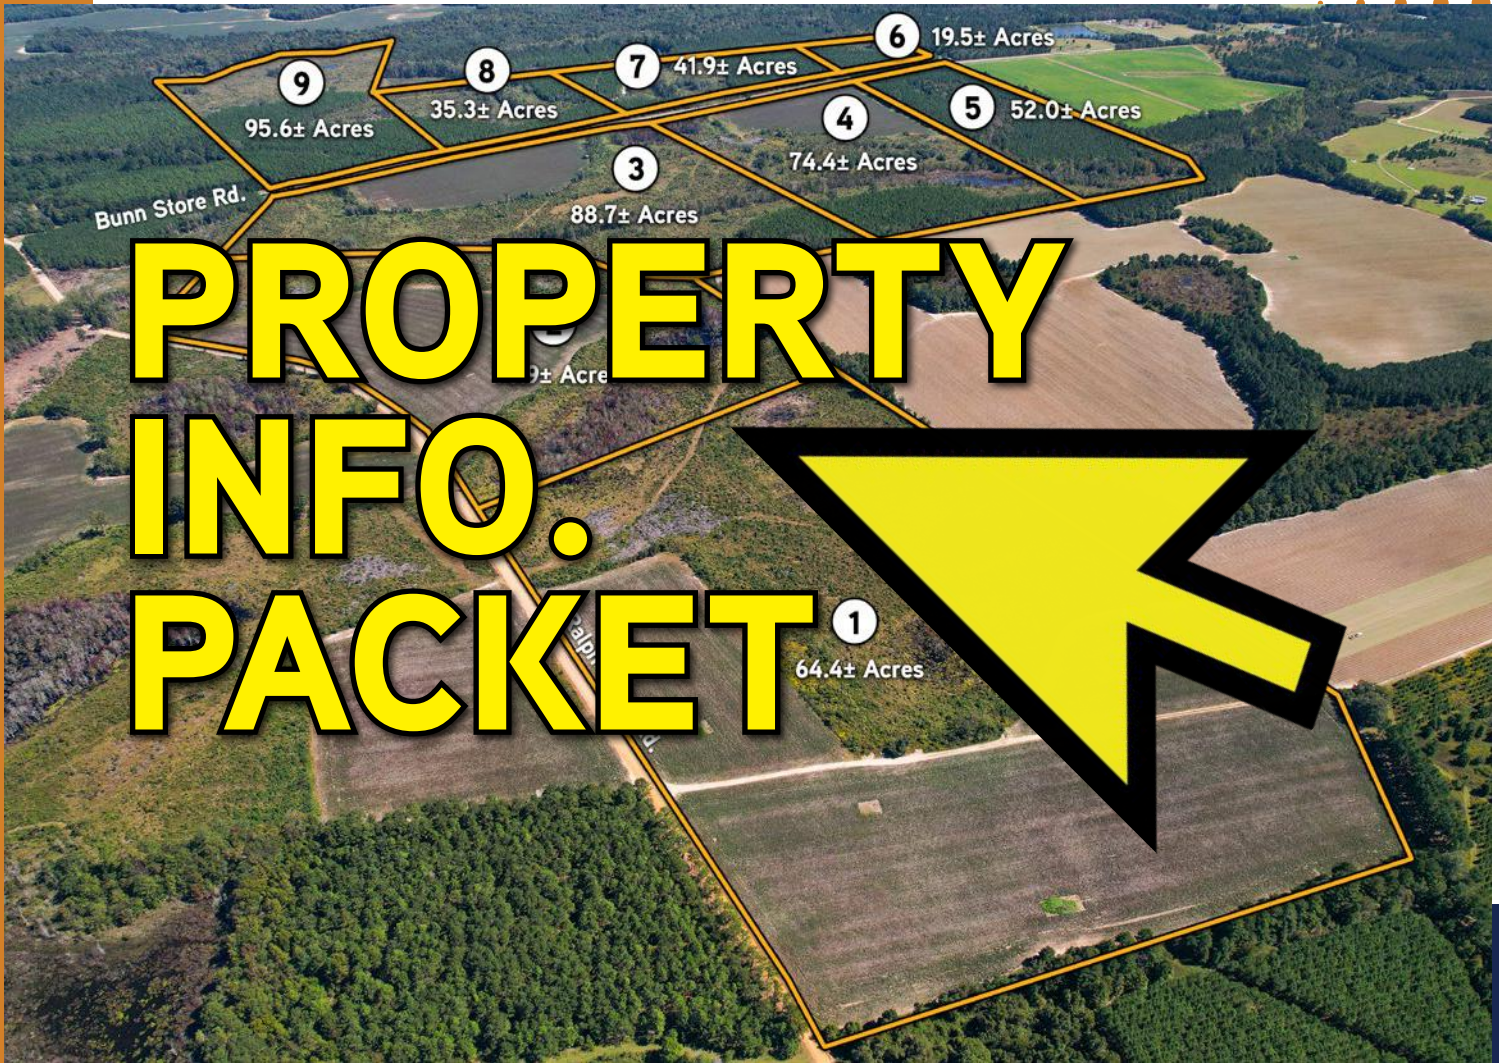 6 19.5± Acres
7 41.9± Acres
8
35.3± Acres
9
95.6± Acres
5 52.0± Acres
4
74.4± Acres
3
88.7± Acres
Bunn Store Rd.
PROPERTY
Acre
INFO.
PACKET
1
64.4± Acres